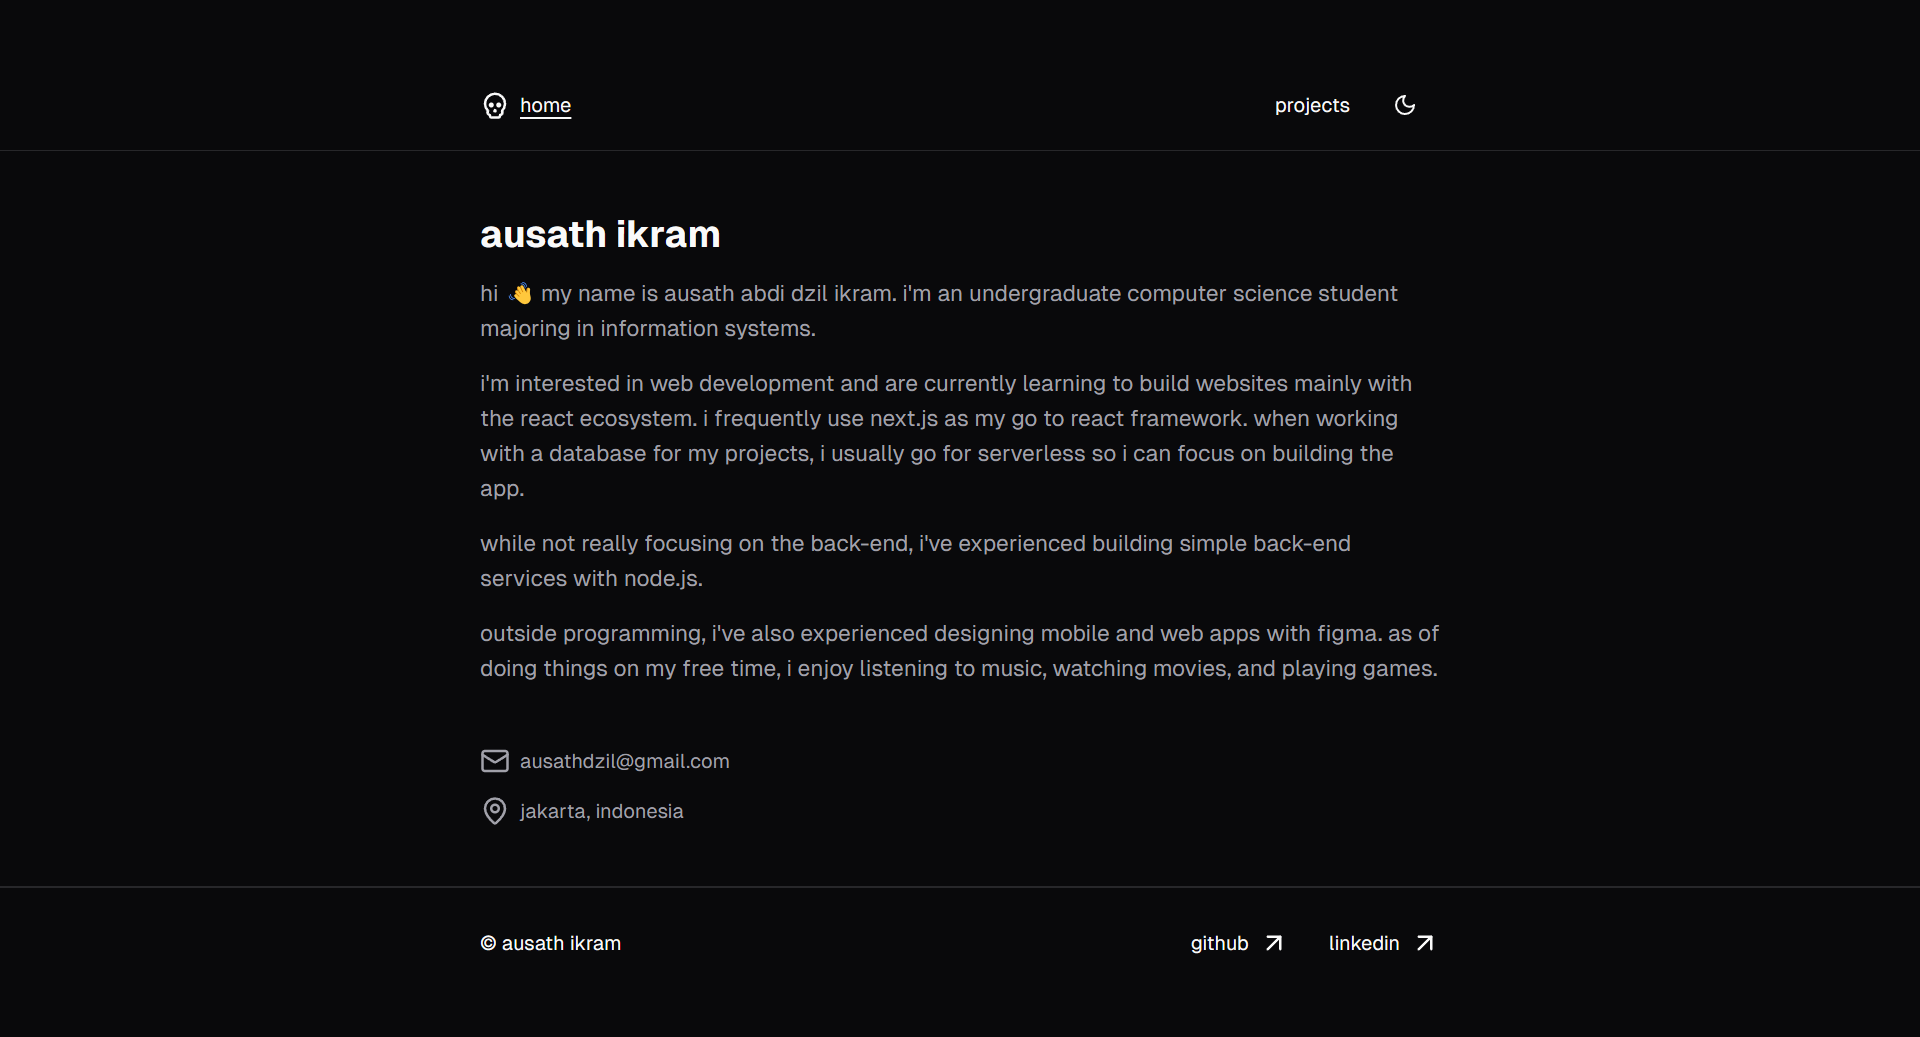 home
projects
ausath ikram
hi 👋 my name is ausath abdi dzil ikram. i'm an undergraduate computer science student
majoring in information systems.
i'm interested in web development and are currently learning to build websites mainly with
the react ecosystem. i frequently use next.js as my go to react framework. when working
with a database for my projects, i usually go for serverless so i can focus on building the
app.
while not really focusing on the back-end, i've experienced building simple back-end
services with node.js.
outside programming, i've also experienced designing mobile and web apps with figma. as of
doing things on my free time, i enjoy listening to music, watching movies, and playing games.
ausathdzil@gmail.com
jakarta, indonesia
© ausath ikram
github
linkedin